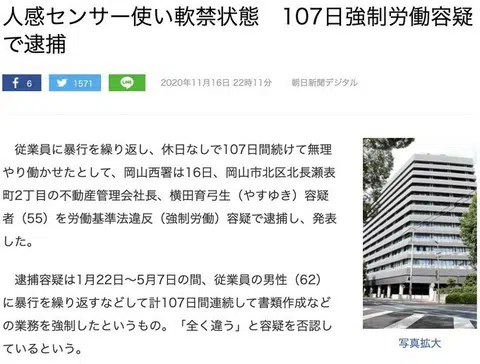 人感センサー使い軟禁状態　107日強制労働容疑
で逮捕
f 6 1571 LINE 2020年11月16日 22時11分 朝日新聞デジタル
従業員に暴行を繰り返し、休日なしで107日間続けて無理
やり働かせたとして、岡山西署は16日、岡山市北区北長瀬表
町2丁目の不動産管理会社長、横田育弓生（やすゆき）容疑
者（55）を労働基準法違反（強制労働）容疑で逮捕し、発表
した。
逮捕容疑は1月22日～5月7日の間、従業員の男性（62）
に暴行を繰り返すなどして計107日間連続して書類作成など
の業務を強制したというもの。「全く違う」と容疑を否認し
ているという。
写真拡大